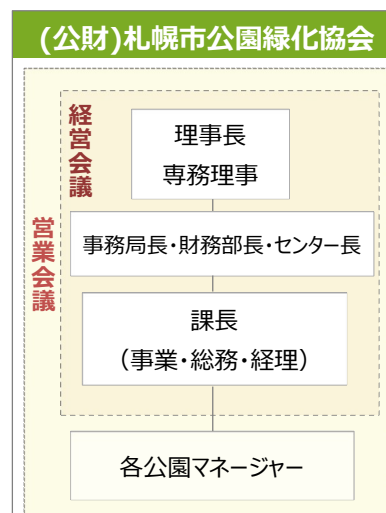 (公財)札幌市公園緑化協会
経営会議
理事長
専務理事
営業会議
事務局長・財務部長・センター長
課長
（事業・総務・経理）
各公園マネージャー